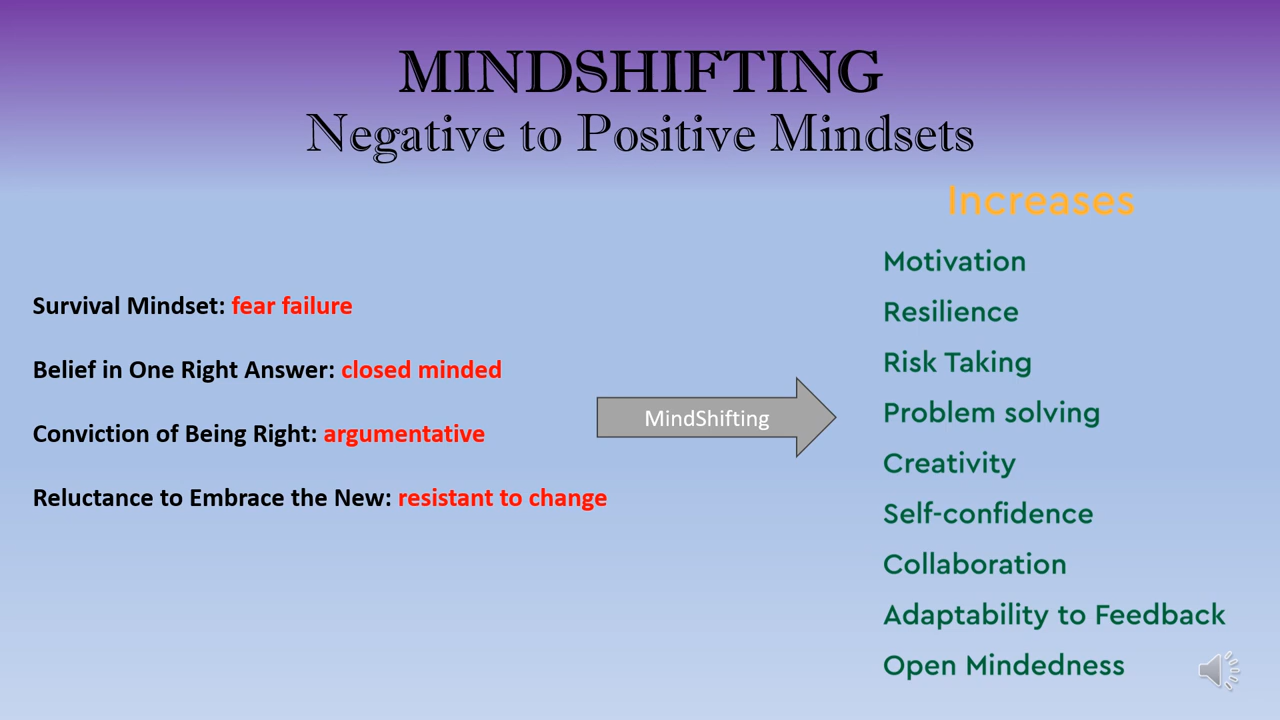 MINDSHIFTING
Negative to Positive Mindsets
Survival Mindset: fear failure
Belief in One Right Answer: closed minded
Conviction of Being Right: argumentative
Reluctance to Embrace the New: resistant to change
MindShifting
Increases
Motivation
Resilience
Risk Taking
Problem solving
Creativity
Self-confidence
Collaboration
Adaptability to Feedback
Open Mindedness